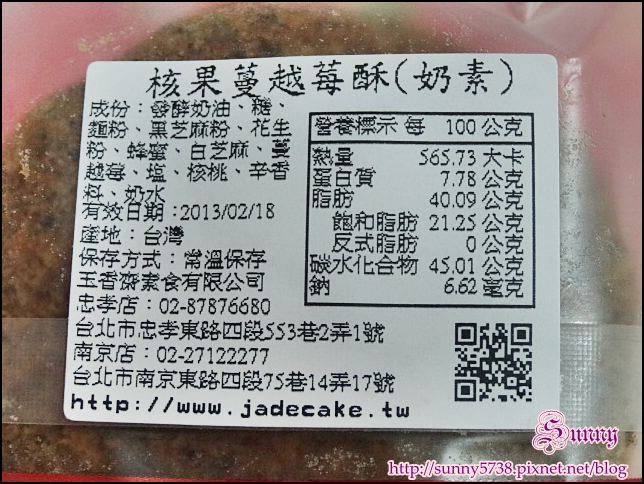 核果蔓越莓酥(奶素)
成份：發酵奶油、糖、
麵粉、黑芝麻粉、花生
粉、蜂蜜、白芝麻、蔓
越莓、塩、核桃、辛香
料、奶水
有效日期：2013/02/18
產地：台灣
保存方式：常溫保存
玉香齋素食有限公司
忠孝店：02-87876680
台北市忠孝東路四段553巷2弄1號
南京店：02-27122277
台北市南京東路四段75巷14弄17號
http://www.jadecake.tw
營養標示 每 100 公克
熱量 565.73 大卡
蛋白質 7.78 公克
脂肪 40.09 公克
飽和脂肪 21.25 公克
反式脂肪 0 公克
碳水化合物 45.01 公克
鈉 6.62 毫克
Sunny
http://sunny5738.pixnet.net/blog